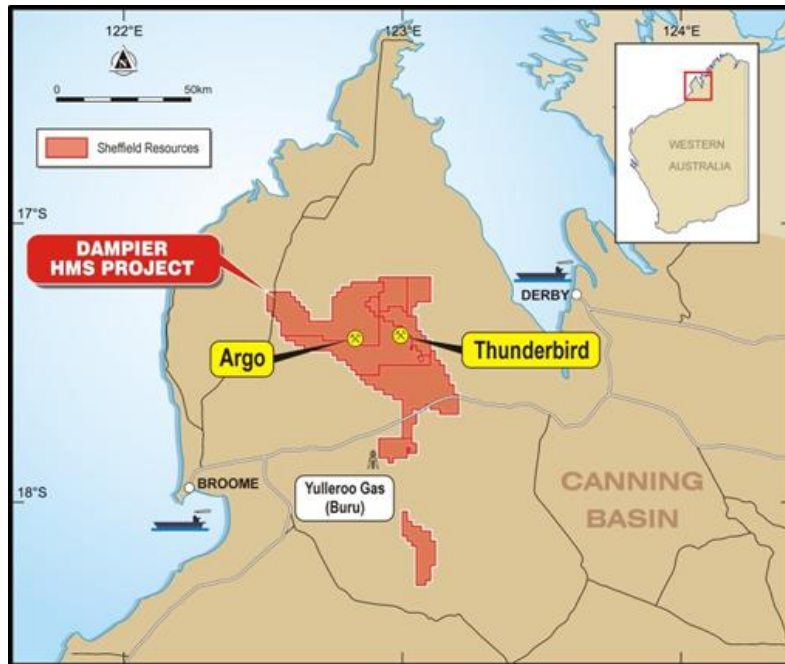 122°E
123°E
124°E
0
50km
Sheffield Resources
WESTERN
AUSTRALIA
17°S
DAMPIER
HMS PROJECT
DERBY
Argo
Thunderbird
BROOME
Yulleroo Gas
(Buru)
18°S
CANNING
BASIN